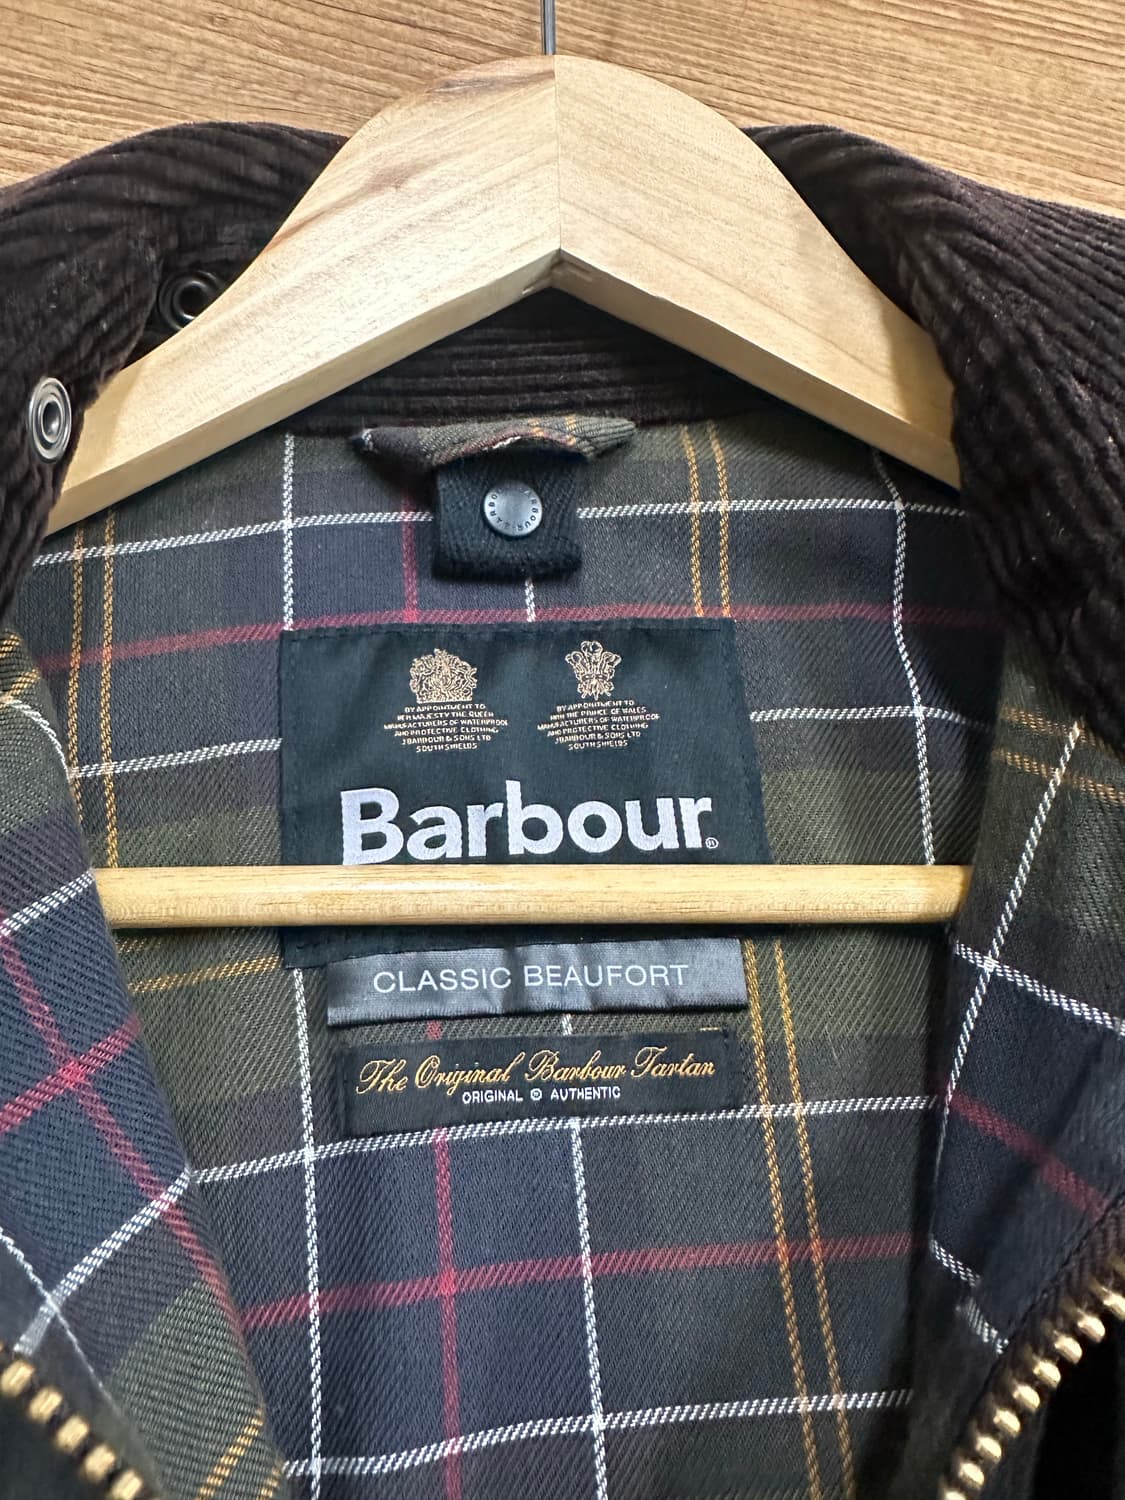 BY APPOINTMENT TO
HER MAJESTY THE QUEEN
MANUFACTURERS OF WATERPROOF
AND PROTECTIVE CLOTHING
J BARBOUR & SONS LTD
SOUTH SHIELDS
BY APPOINTMENT TO
HRH THE PRINCE OF WALES
MANUFACTURERS OF WATERPROOF
AND PROTECTIVE CLOTHING
J BARBOUR & SONS LTD
SOUTH SHIELDS
Barbour®
CLASSIC BEAUFORT
The Original Barbour Tartan
ORIGINAL AUTHENTIC